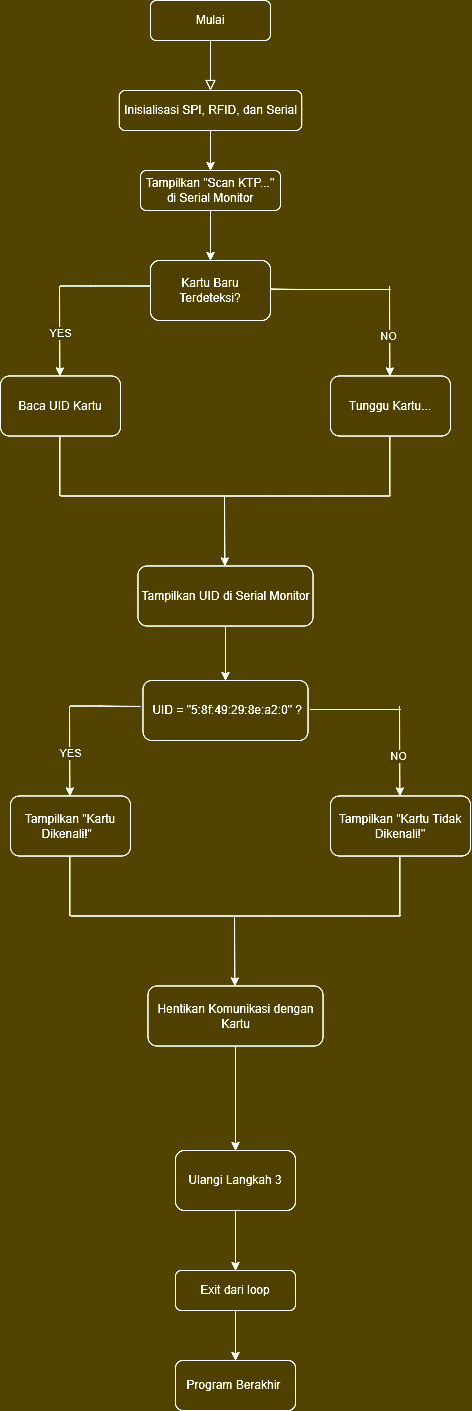 Mulai
Inisialisasi SPI, RFID, dan Serial
Tampilkan "Scan KTP..."
di Serial Monitor
Kartu Baru
Terdeteksi?
YES
NO
Baca UID Kartu
Tunggu Kartu...
Tampilkan UID di Serial Monitor
UID = "5:8f:49:29:8e:a2:0" ?
YES
NO
Tampilkan "Kartu
Dikenali!"
Tampilkan "Kartu Tidak
Dikenali!"
Hentikan Komunikasi dengan
Kartu
Ulangi Langkah 3
Exit dari loop
Program Berakhir